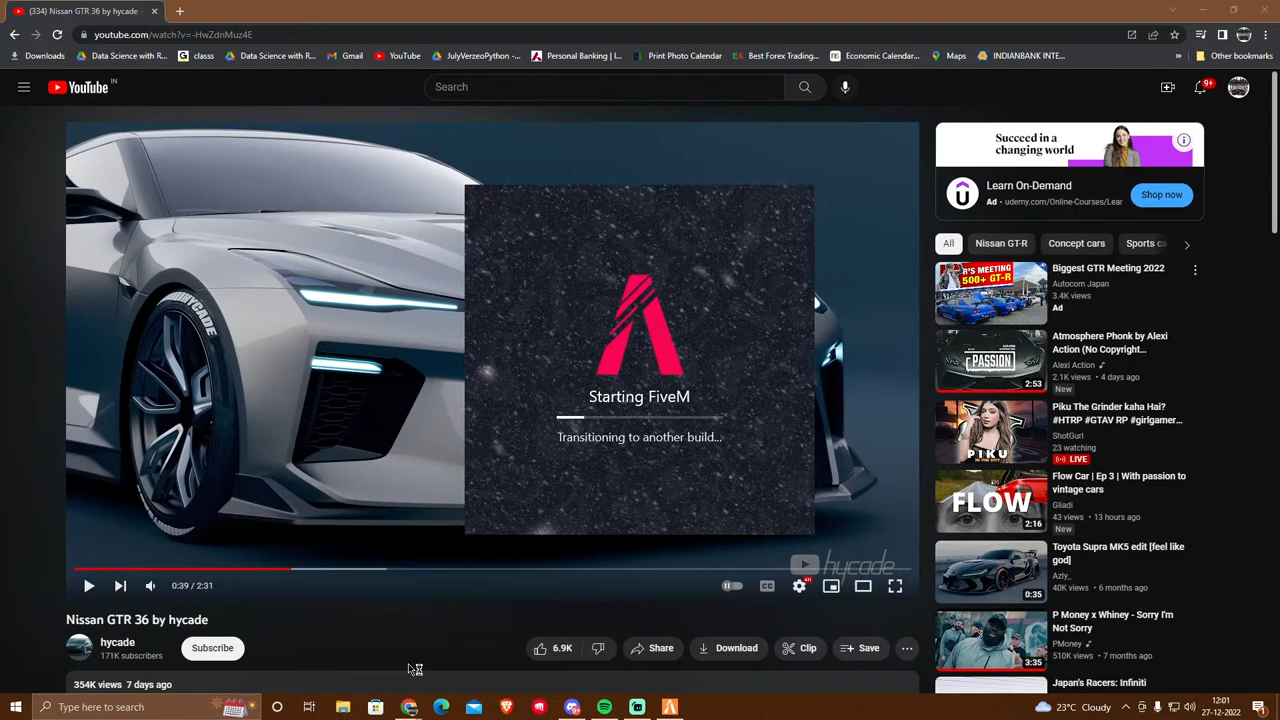 (334) Nissan GTR 36 by hycade -
youtube.com/watch?v=-HwZdnMuz4E
Downloads
Data Science with R...
classs
Data Science with R...
Gmail
YouTube
JulyVerzeoPython -...
Personal Banking | I...
Print Photo Calendar
Best Forex Trading...
Economic Calendar...
Maps
INDIANBANK INTE...
Other bookmarks
YouTube IN
Search
9+
HYCADE
Starting FiveM
Transitioning to another build...
hycade
0:39 / 2:31
CC
4K
Nissan GTR 36 by hycade
hycade
171K subscribers
Subscribe
6.9K
Share
Download
Clip
Save
354K views 7 days ago
Succeed in a
changing world
Learn On-Demand
Ad · udemy.com/Online-Courses/Lear
Shop now
All
Nissan GT-R
Concept cars
Sports ca
R'S MEETING
500+ GT-R
Biggest GTR Meeting 2022
Autocom Japan
3.4K views
Ad
PASSION
2:53
Atmosphere Phonk by Alexi
Action (No Copyright...
Alexi Action
2.1K views • 4 days ago
New
PIKU
Piku The Grinder kaha Hai?
#HTRP #GTAV RP #girlgamer...
ShotGurl
23 watching
LIVE
FLOW
2:16
Flow Car | Ep 3 | With passion to
vintage cars
Gliadi
43 views • 13 hours ago
New
0:35
Toyota Supra MK5 edit [feel like
god]
Azly_
40K views • 6 months ago
3:35
P Money x Whiney - Sorry I'm
Not Sorry
PMoney
510K views • 7 months ago
Japan's Racers: Infiniti
Type here to search
23°C Cloudy
12:01
27-12-2022